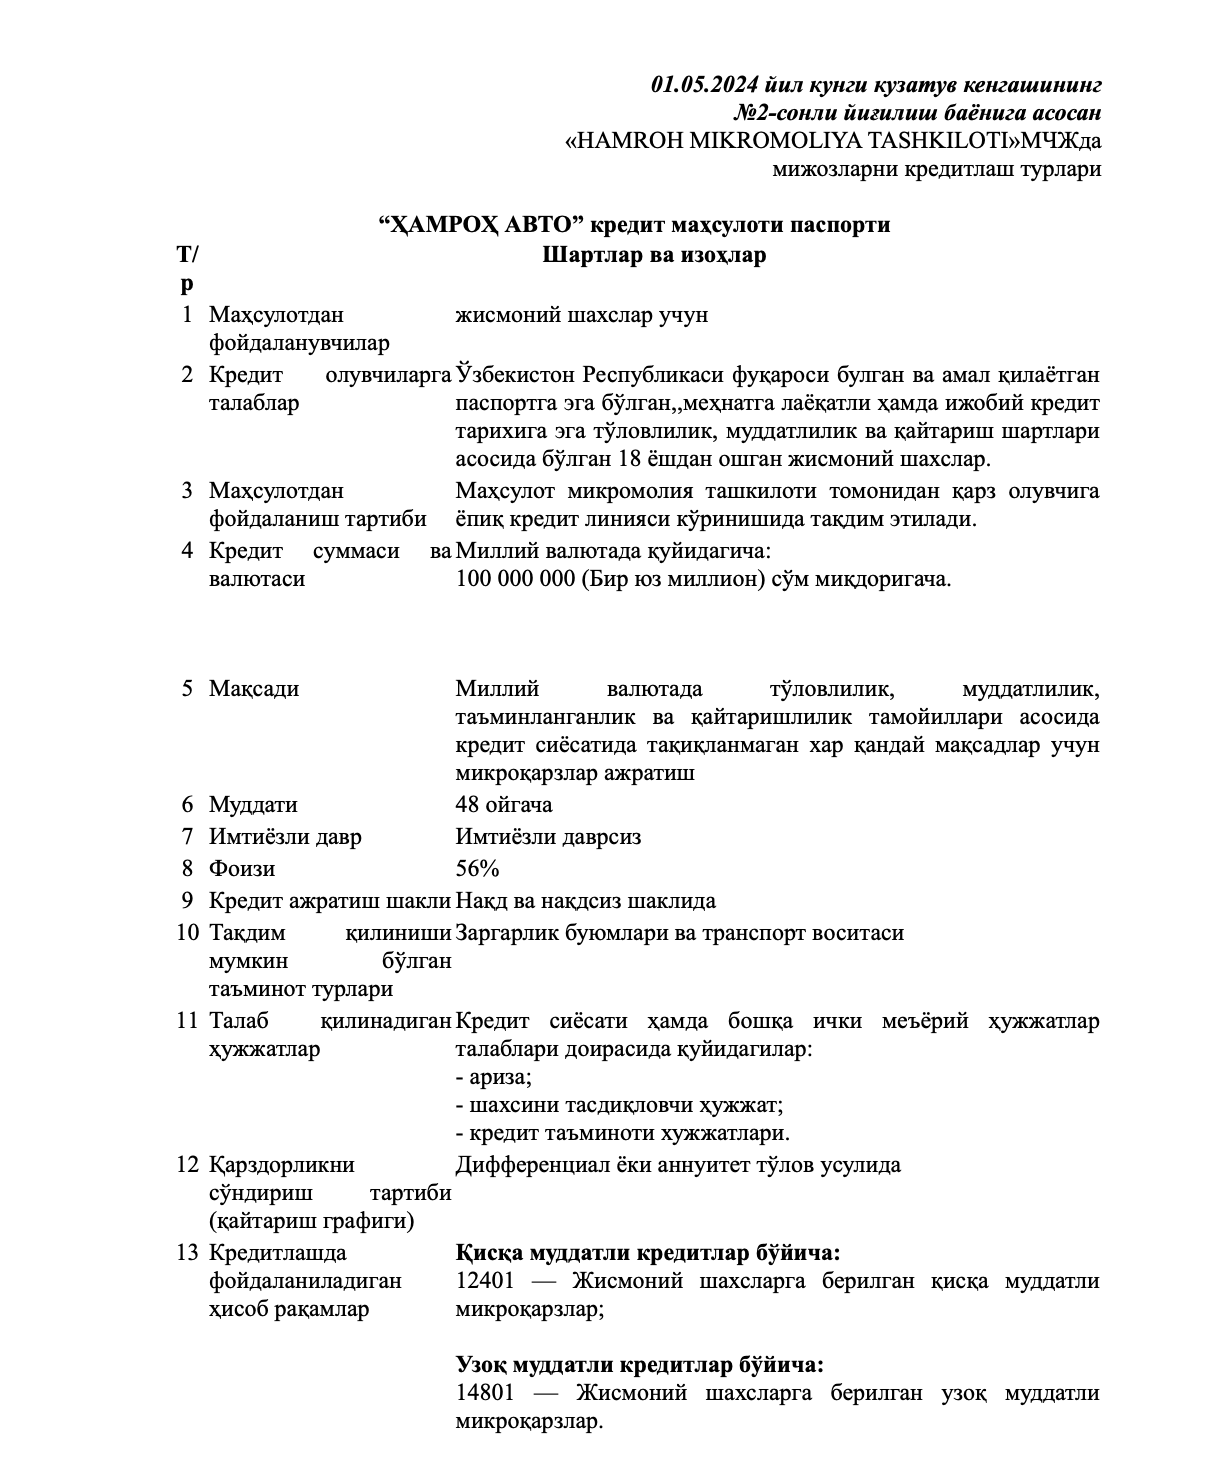 01.05.2024 йил кунги кузатув кенгашининг
№2-сонли йиғилиш баёнига асосан
«HAMROH MIKROMOLIYA TASHKILOTI»МЧЖда
мижозларни кредитлаш турлари
“ҲАМРОҲ АВТО” кредит маҳсулоти паспорти
Т/ Шартлар ва изоҳлар
р
1 Маҳсулотдан жисмоний шахслар учун
фойдаланувчилар
2 Кредит олувчиларга Ўзбекистон Республикаси фуқароси булган ва амал қилаётган
талаблар паспортга эга бўлган,,меҳнатга лаёқатли ҳамда ижобий кредит
тарихига эга тўловлилик, муддатлилик ва қайтариш шартлари
асосида бўлган 18 ёшдан ошган жисмоний шахслар.
3 Маҳсулотдан Маҳсулот микромолия ташкилоти томонидан қарз олувчига
фойдаланиш тартиби ёпиқ кредит линияси кўринишида тақдим этилади.
4 Кредит суммаси ва Миллий валютада қуйидагича:
валютаси 100 000 000 (Бир юз миллион) сўм миқдоригача.
5 Мақсади Миллий валютада тўловлилик, муддатлилик,
таъминланганлик ва қайтаришлилик тамойиллари асосида
кредит сиёсатида тақиқланмаган хар қандай мақсадлар учун
микроқарзлар ажратиш
6 Муддати 48 ойгача
7 Имтиёзли давр Имтиёзли даврсиз
8 Фоизи 56%
9 Кредит ажратиш шакли Нақд ва нақдсиз шаклида
10 Тақдим қилиниши Заргарлик буюмлари ва транспорт воситаси
мумкин бўлган
таъминот турлари
11 Талаб қилинадиган Кредит сиёсати ҳамда бошқа ички меъёрий ҳужжатлар
ҳужжатлар талаблари доирасида қуйидагилар:
- ариза;
- шахсини тасдиқловчи ҳужжат;
- кредит таъминоти хужжатлари.
12 Қарздорликни Дифференциал ёки аннуитет тўлов усулида
сўндириш тартиби
(қайтариш графиги)
13 Кредитлашда Қисқа муддатли кредитлар бўйича:
фойдаланиладиган 12401 — Жисмоний шахсларга берилган қисқа муддатли
ҳисоб рақамлар микроқарзлар;
Узоқ муддатли кредитлар бўйича:
14801 — Жисмоний шахсларга берилган узоқ муддатли
микроқарзлар.